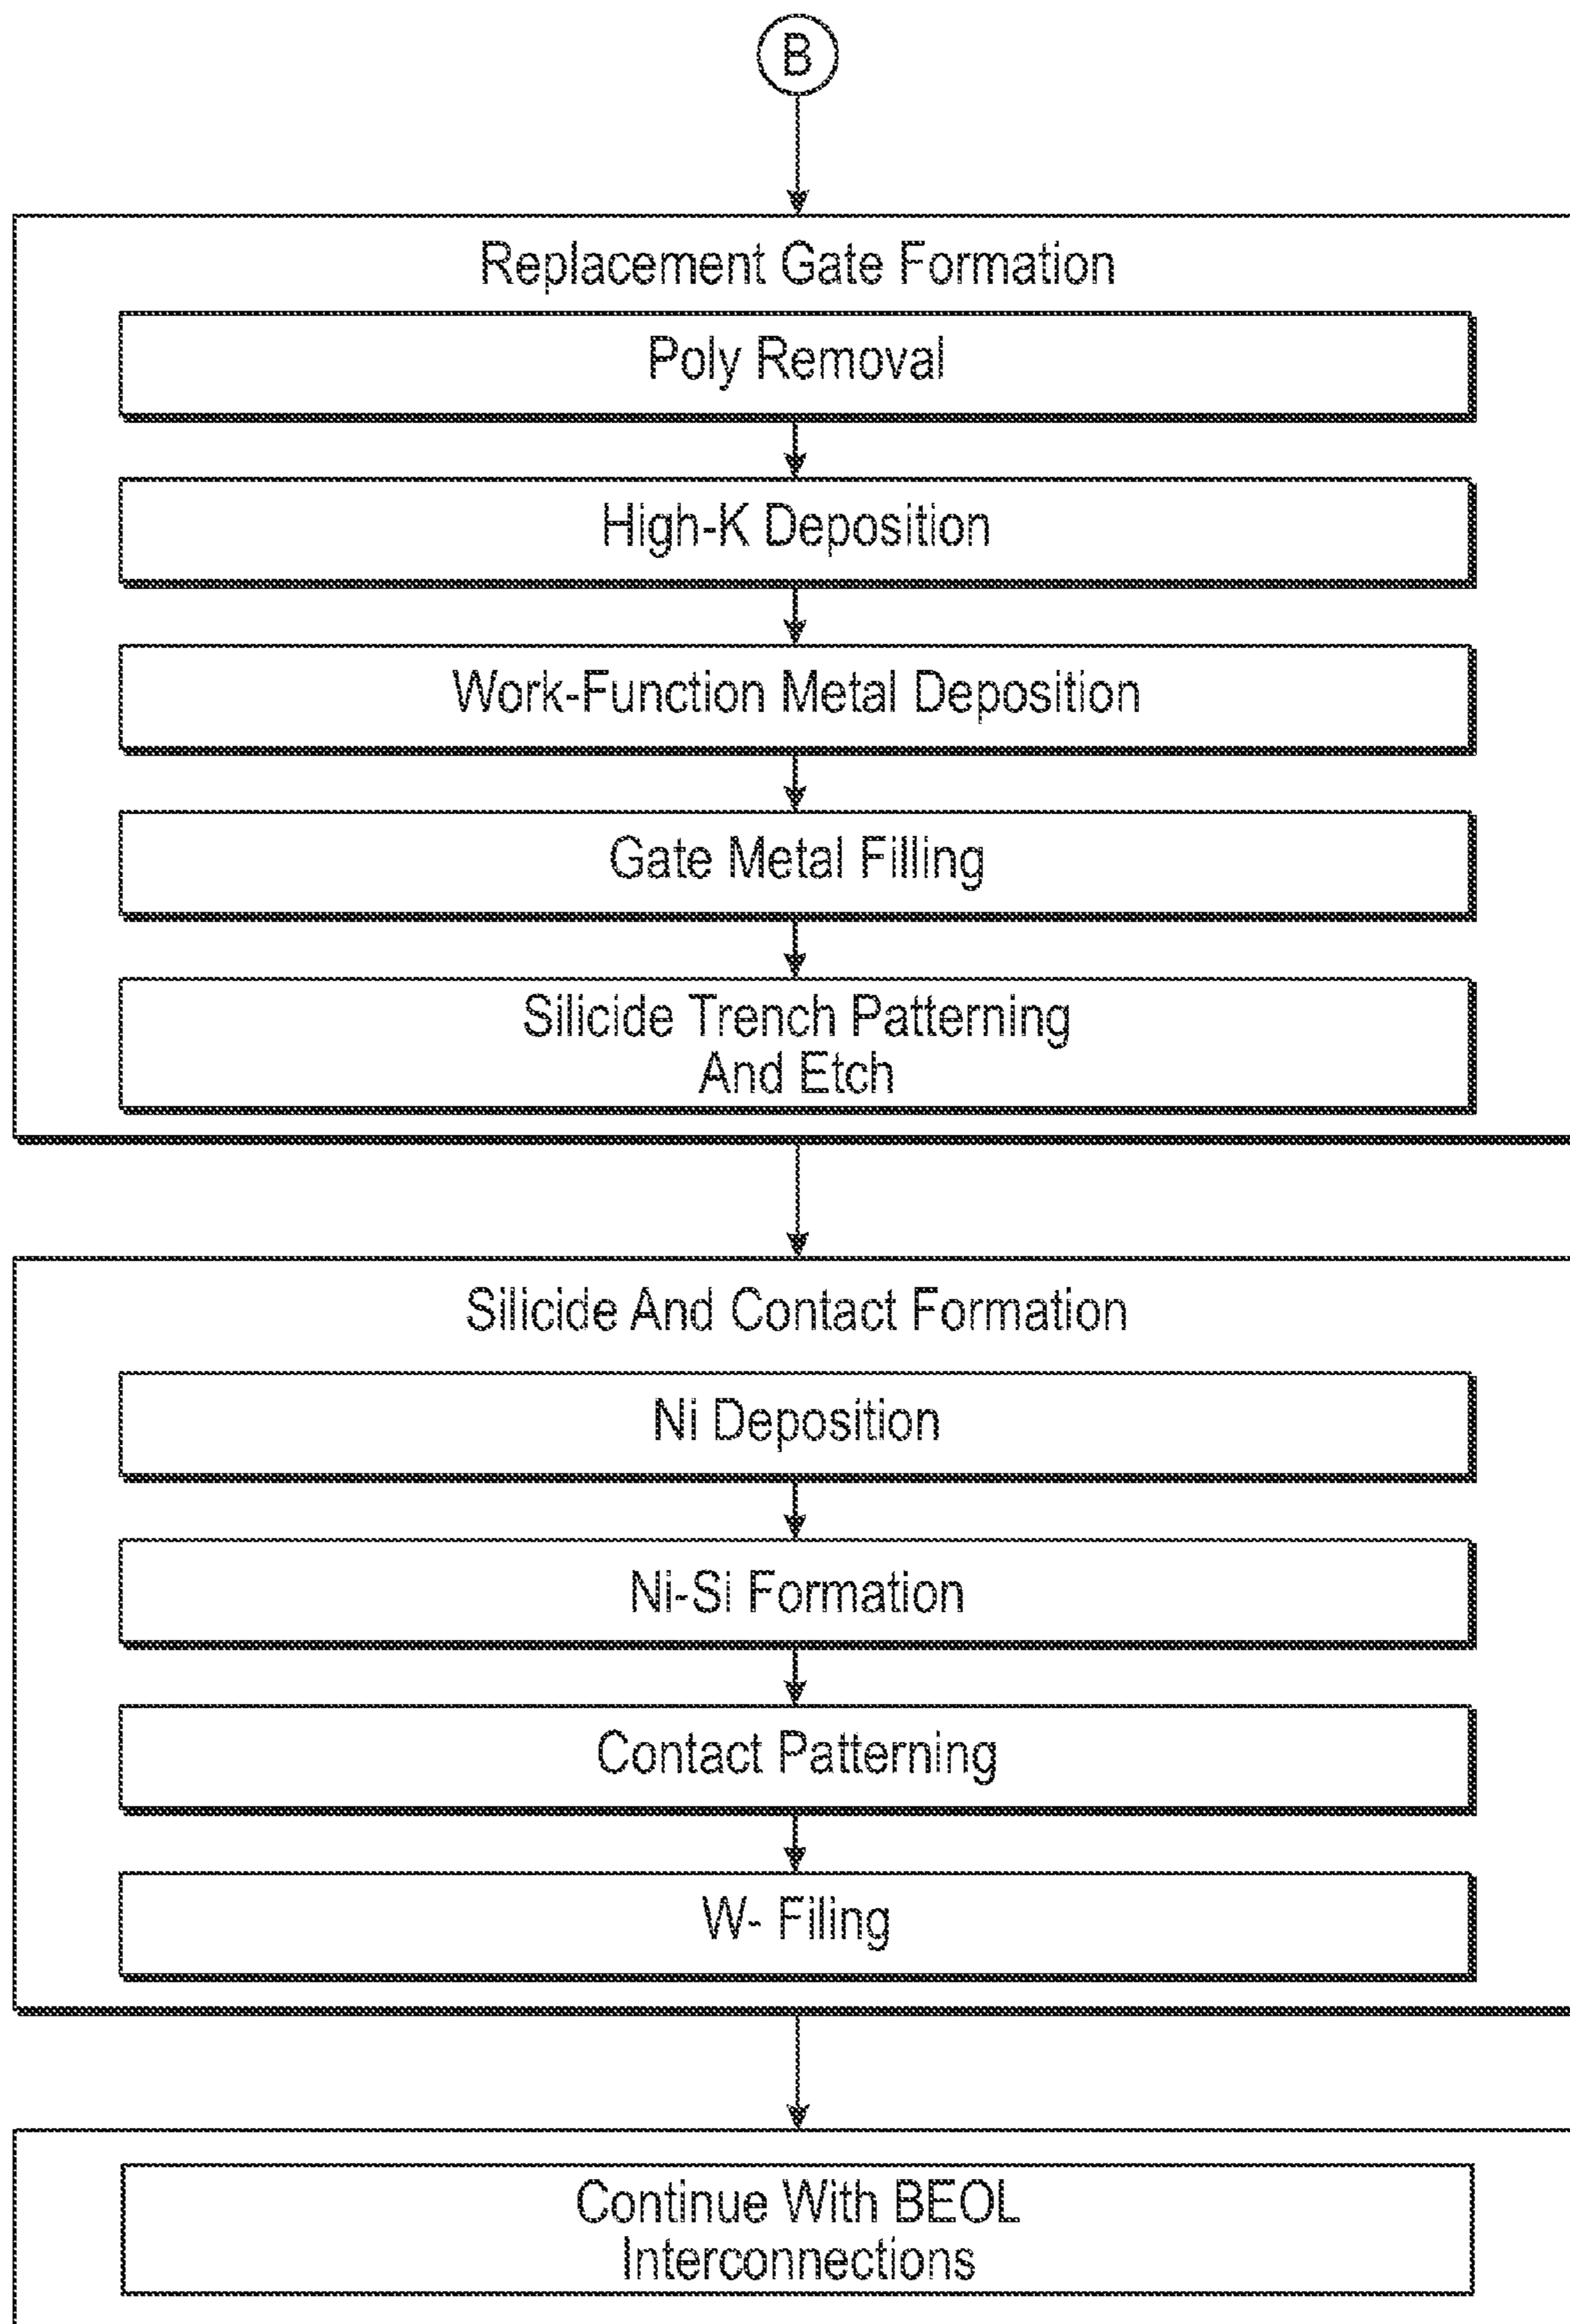 B
Replacement Gate Formation
Poly Removal
High-K Deposition
Work-Function Metal Deposition
Gate Metal Filling
Silicide Trench Patterning
And Etch
Silicide And Contact Formation
Ni Deposition
Ni-Si Formation
Contact Patterning
W- Filing
Continue With BEOL
Interconnections